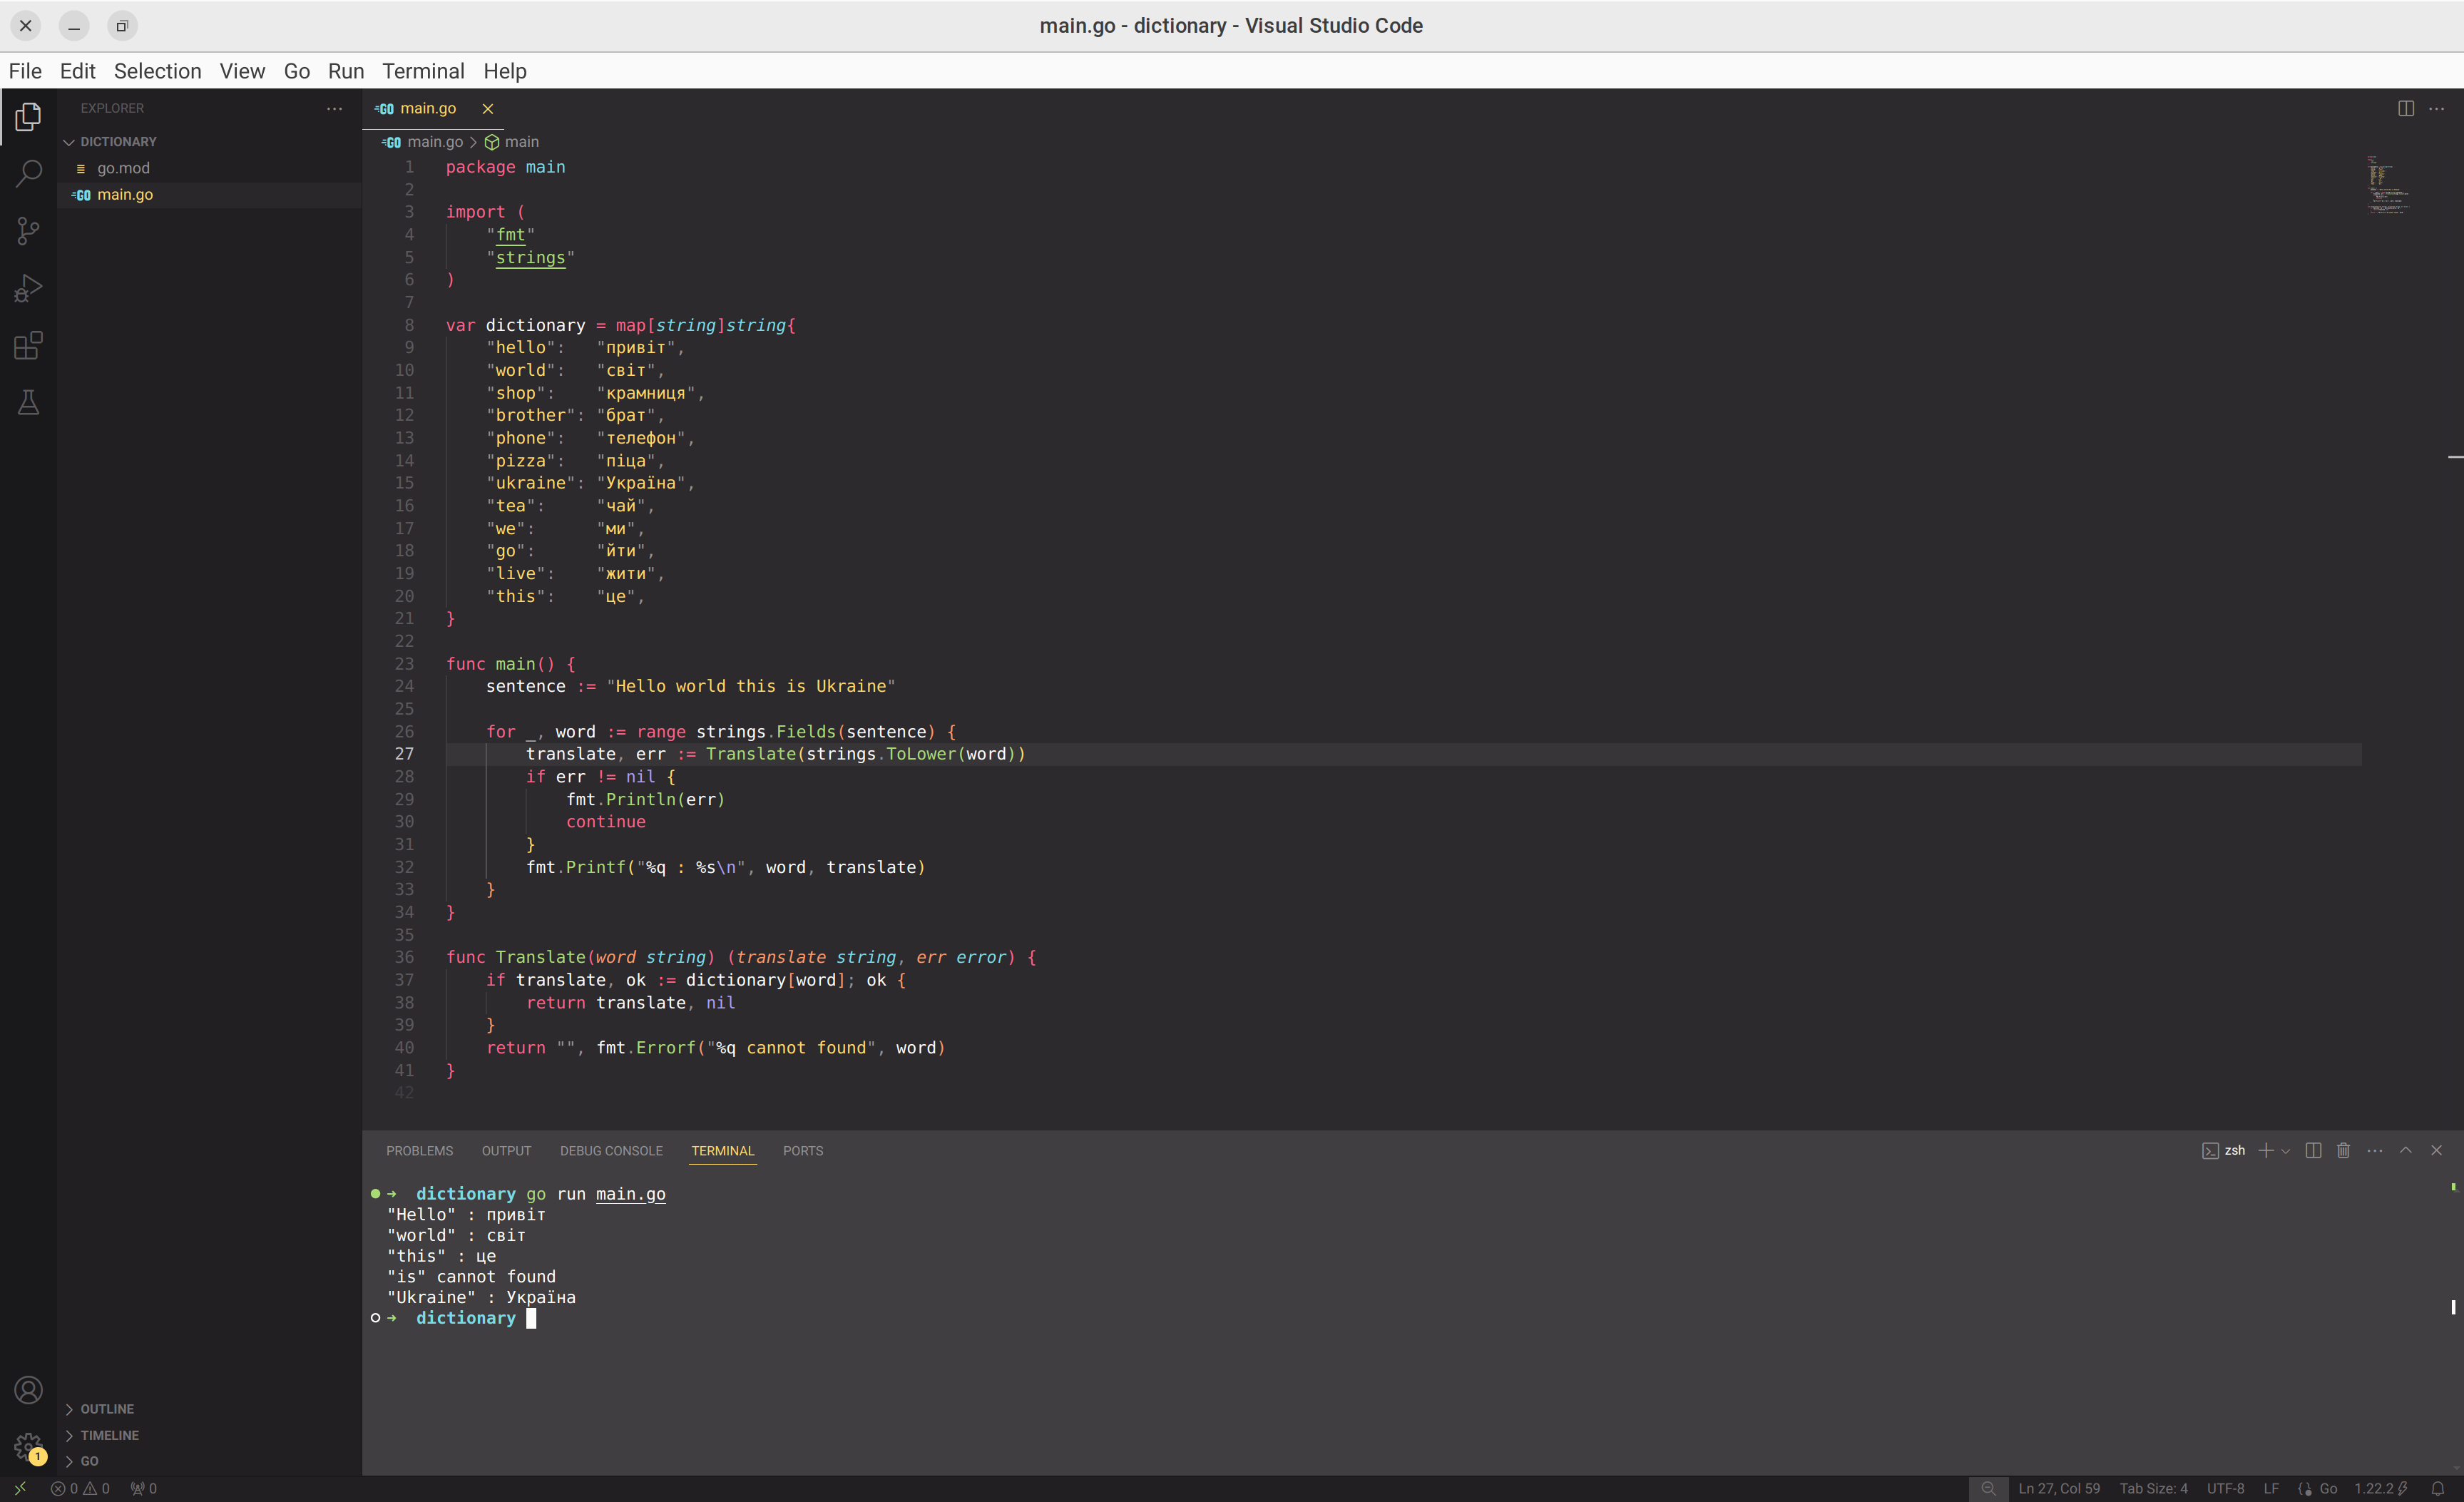 main.go - dictionary - Visual Studio Code
File Edit Selection View Go Run Terminal Help
EXPLORER
DICTIONARY
go.mod
main.go
main.go
main.go > main
1 package main
2
3 import (
4 "fmt"
5 "strings"
6 )
7
8 var dictionary = map[string]string{
9 "hello": "привіт",
10 "world": "світ",
11 "shop": "крамниця",
12 "brother": "брат",
13 "phone": "телефон",
14 "pizza": "піца",
15 "ukraine": "Україна",
16 "tea": "чай",
17 "we": "ми",
18 "go": "йти",
19 "live": "жити",
20 "this": "це",
21 }
22
23 func main() {
24 sentence := "Hello world this is Ukraine"
25
26 for _, word := range strings.Fields(sentence) {
27 translate, err := Translate(strings.ToLower(word))
28 if err != nil {
29 fmt.Println(err)
30 continue
31 }
32 fmt.Printf("%q : %s\n", word, translate)
33 }
34 }
35
36 func Translate(word string) (translate string, err error) {
37 if translate, ok := dictionary[word]; ok {
38 return translate, nil
39 }
40 return "", fmt.Errorf("%q cannot found", word)
41 }
42
PROBLEMS OUTPUT DEBUG CONSOLE TERMINAL PORTS
zsh
➜ dictionary go run main.go
"Hello" : привіт
"world" : світ
"this" : це
"is" cannot found
"Ukraine" : Україна
➜ dictionary
OUTLINE
TIMELINE
GO
1
0 0 0
Ln 27, Col 59 Tab Size: 4 UTF-8 LF Go 1.22.2